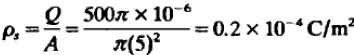 ρₛ = Q/A = 500π × 10⁻⁶/π(5)² = 0.2 × 10⁻⁴ C/m²